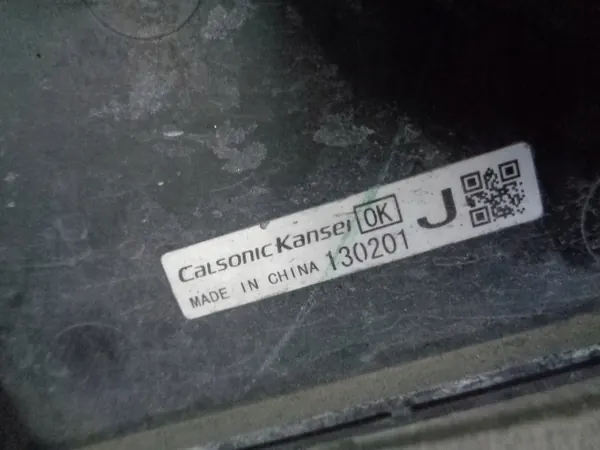 CalsonicKansei OK J
MADE IN CHINA 130201